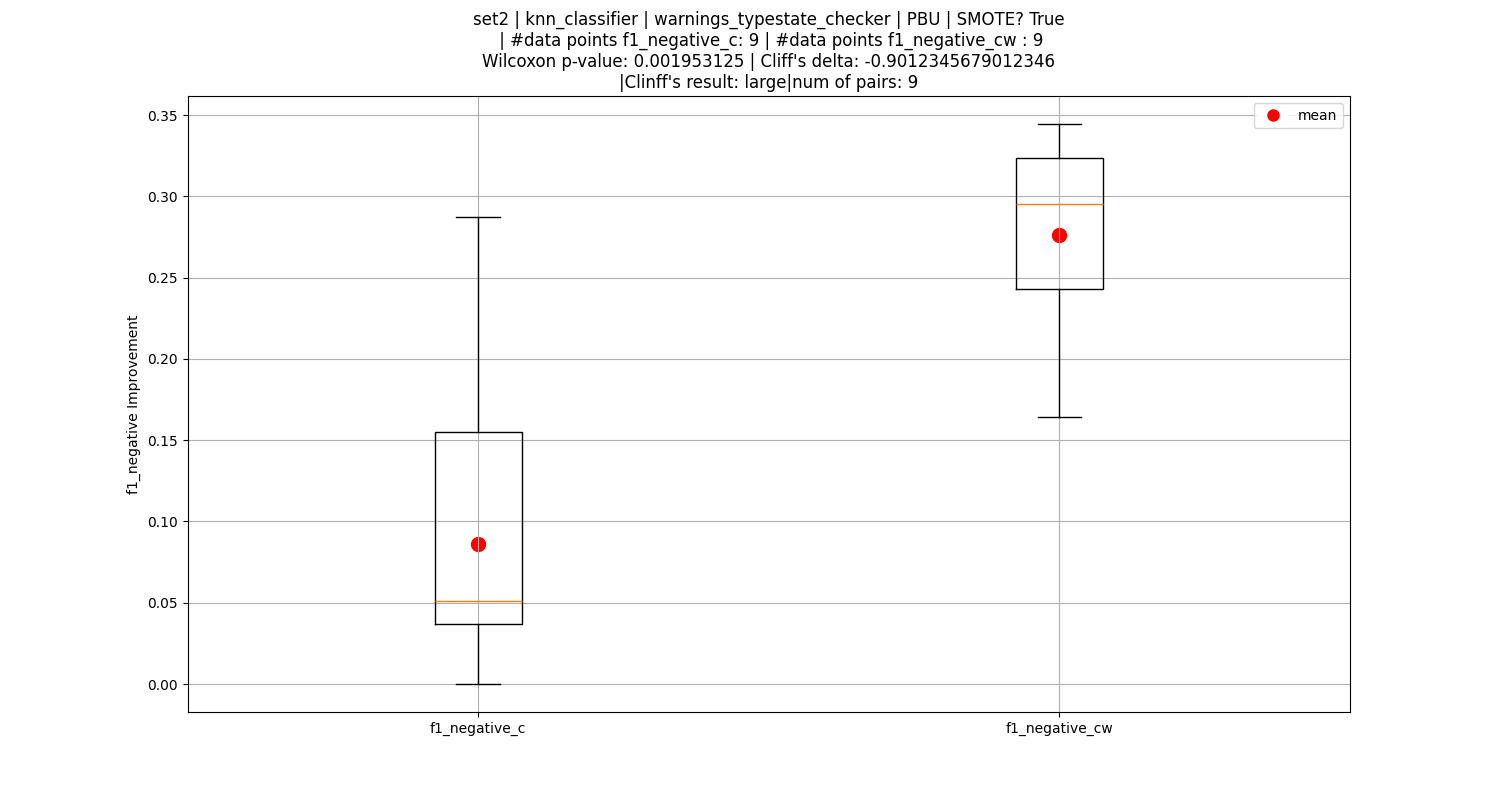 set2 | knn_classifier | warnings_typestate_checker | PBU | SMOTE? True
| #data points f1_negative_c: 9 | #data points f1_negative_cw : 9
Wilcoxon p-value: 0.001953125 | Cliff's delta: -0.9012345679012346
|Clinff's result: large|num of pairs: 9
mean
0.35
0.30
0.25
0.20
0.15
0.10
0.05
0.00
f1_negative Improvement
f1_negative_c
f1_negative_cw